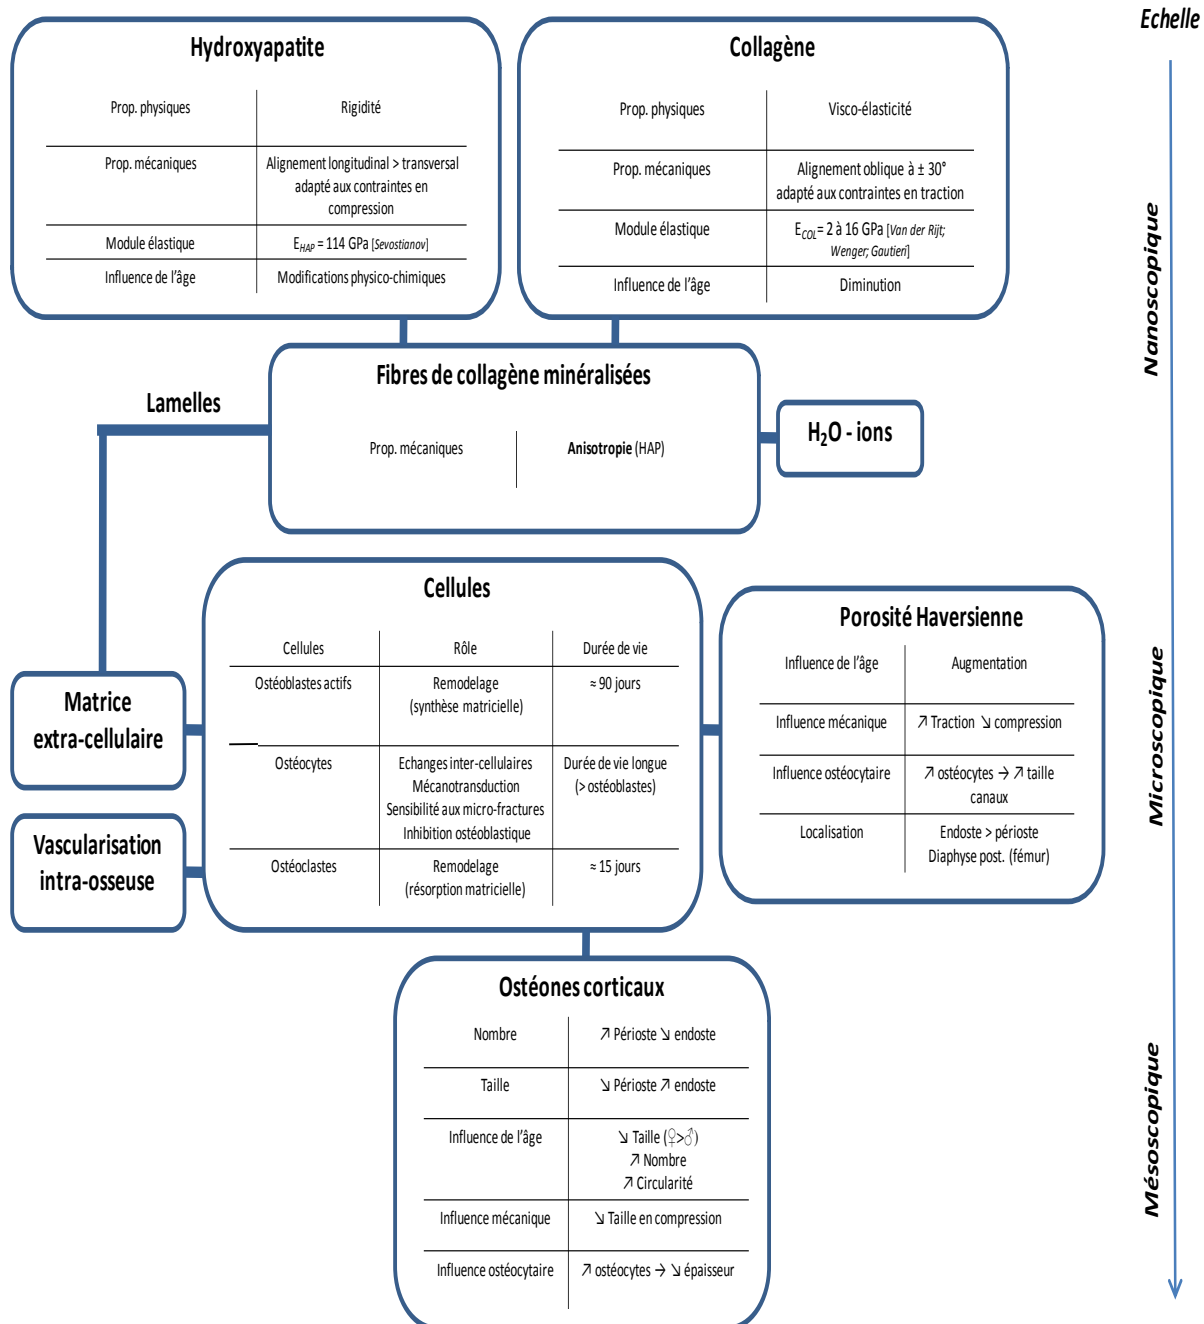 Echelle
Hydroxyapatite
Prop. physiques Rigidité
Prop. mécaniques Alignement longitudinal > transversal
adapté aux contraintes en
compression
Module élastique E_HAP = 114 GPa [Sevostianov]
Influence de l'âge Modifications physico-chimiques
Collagène
Prop. physiques Visco-élasticité
Prop. mécaniques Alignement oblique à ± 30°
adapté aux contraintes en traction
Module élastique E_COL= 2 à 16 GPa [Van der Rijt;
Wenger; Gautieri]
Influence de l'âge Diminution
Nanoscopique
Fibres de collagène minéralisées
Prop. mécaniques Anisotropie (HAP)
Lamelles
H₂O - ions
Cellules
Cellules Rôle Durée de vie
Ostéoblastes actifs Remodelage ≈ 90 jours
(synthèse matricielle)
Ostéocytes Echanges inter-cellulaires Durée de vie longue
Mécanotransduction (> ostéoblastes)
Sensibilité aux micro-fractures
Inhibition ostéoblastique
Ostéoclastes Remodelage ≈ 15 jours
(résorption matricielle)
Matrice
extra-cellulaire
Vascularisation
intra-osseuse
Porosité Haversienne
Influence de l'âge Augmentation
Influence mécanique ↗ Traction ↘ compression
Influence ostéocytaire ↗ ostéocytes → ↗ taille
canaux
Localisation Endoste > périoste
Diaphyse post. (fémur)
Microscopique
Ostéones corticaux
Nombre ↗ Périoste ↘ endoste
Taille ↘ Périoste ↗ endoste
Influence de l'âge ↘ Taille (♀>♂)
↗ Nombre
↗ Circularité
Influence mécanique ↘ Taille en compression
Influence ostéocytaire ↗ ostéocytes → ↘ épaisseur
Mésoscopique